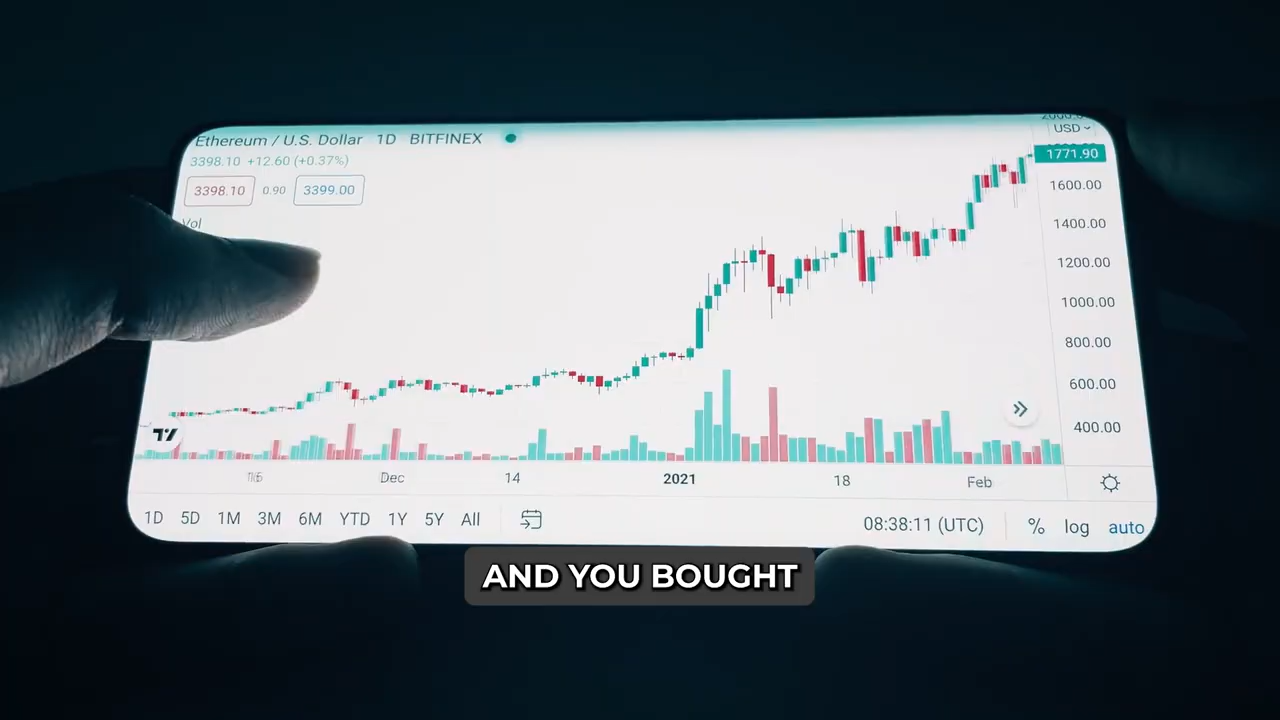 Ethereum / U.S. Dollar 1D BITFINEX
3398.10 +12.60 (+0.37%)
3398.10 0.90 3399.00
Vol
USD
1771.90
1600.00
1400.00
1200.00
1000.00
800.00
600.00
400.00
Dec 14 2021 18 Feb
1D 5D 1M 3M 6M YTD 1Y 5Y All
08:38:11 (UTC) % log auto
AND YOU BOUGHT